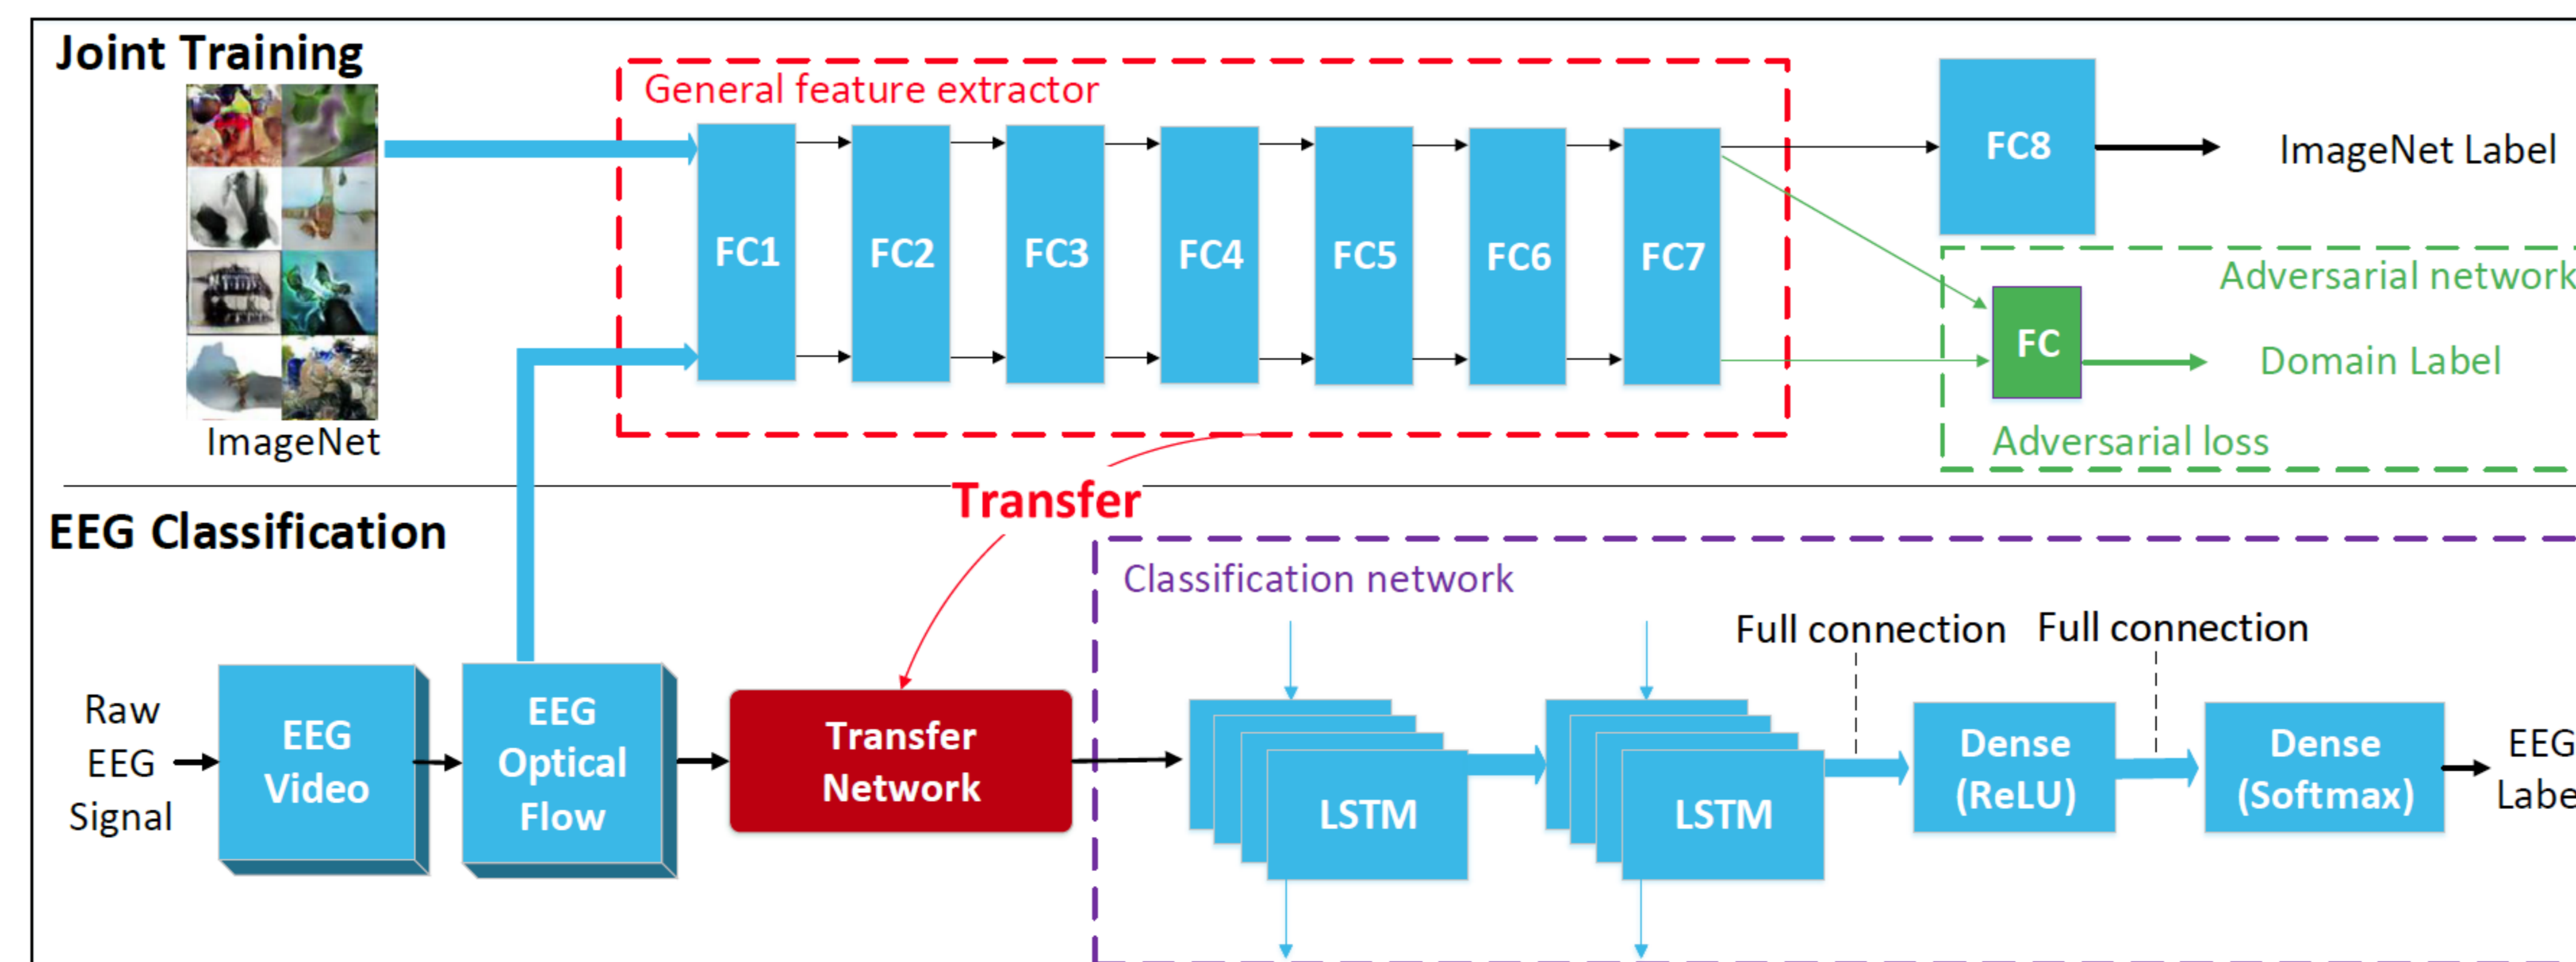 Joint Training
General feature extractor
FC1
FC2
FC3
FC4
FC5
FC6
FC7
FC8
ImageNet Label
Adversarial network
FC
Domain Label
Adversarial loss
ImageNet
Transfer
EEG Classification
Classification network
Full connection
Full connection
Raw
EEG
Signal
EEG
Video
EEG
Optical
Flow
Transfer
Network
LSTM
LSTM
Dense
(ReLU)
Dense
(Softmax)
EEG
Labe